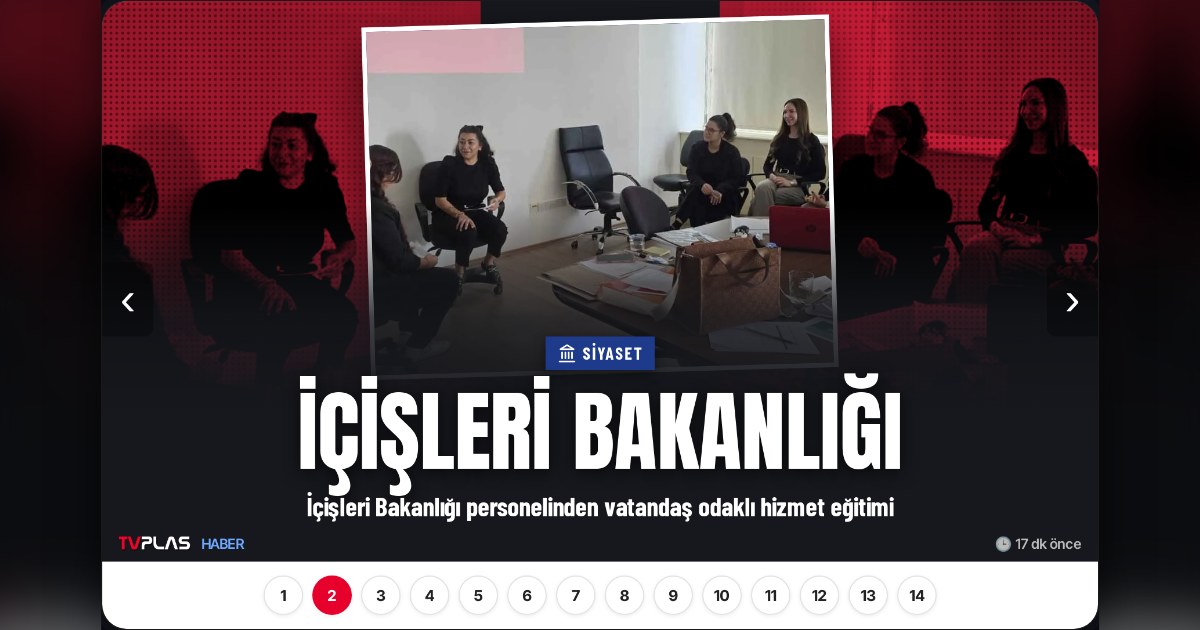 SİYASET
İÇİŞLERİ BAKANLIĞI
İçişleri Bakanlığı personelinden vatandaş odaklı hizmet eğitimi
TVPLAS HABER
17 dk önce
1 2 3 4 5 6 7 8 9 10 11 12 13 14